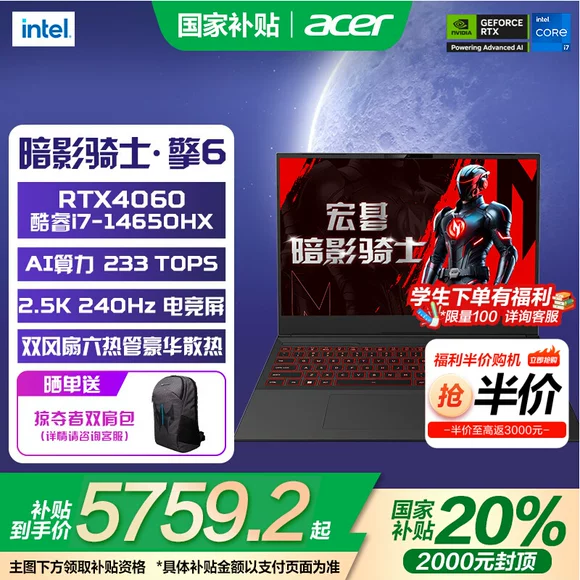 intel.
国家补贴
acer
NVIDIA
GEFORCE RTX
Powering Advanced AI
intel
CORE
i7
暗影骑士·擎6
RTX4060
酷睿i7-14650HX
AI算力 233 TOPS
2.5K 240Hz 电竞屏
双风扇六热管豪华散热
晒单送
掠夺者双肩包
(详情请咨询客服)
宏碁
暗影骑士
学生下单有福利
*限量100 详询客服
福利半价购机
立即抢购
抢
半价
半价至高返3000元
补贴
到手价
5759.2起
国家
补贴
20%
2000元封顶
主图下方领取补贴资格
*具体补贴金额以支付页面为准